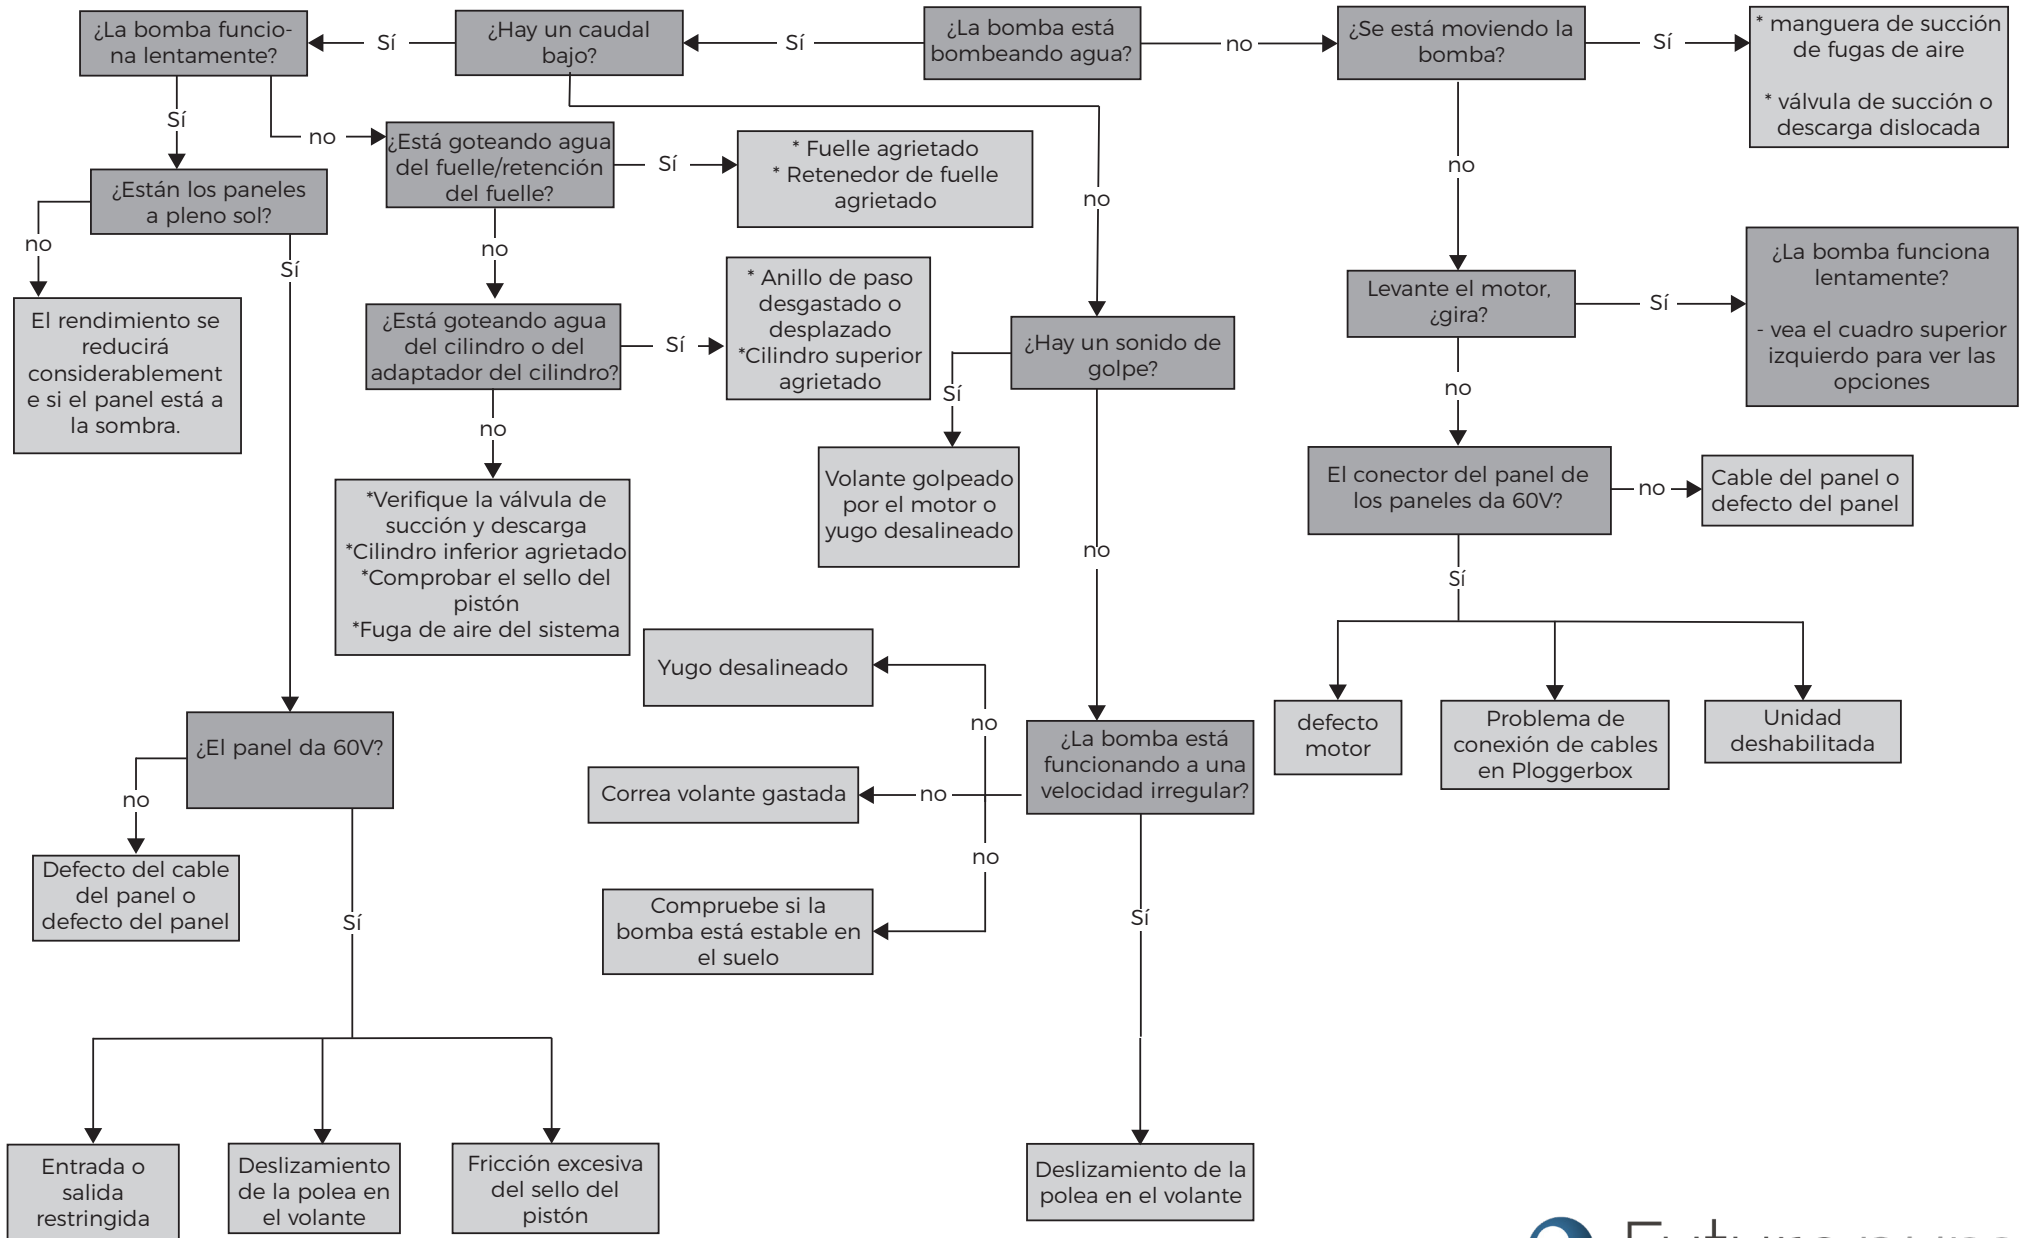 ¿La bomba funcio-
na lentamente?
Sí
¿Hay un caudal
bajo?
Sí
¿La bomba está
bombeando agua?
no
¿Se está moviendo la
bomba?
Sí
* manguera de succión
de fugas de aire
* válvula de succión o
descarga dislocada
Sí
no
¿Está goteando agua
del fuelle/retención
del fuelle?
Sí
* Fuelle agrietado
* Retenedor de fuelle
agrietado
no
no
¿Están los paneles
a pleno sol?
no
Sí
no
El rendimiento se
reducirá
considerablement
e si el panel está a
la sombra.
¿Está goteando agua
del cilindro o del
adaptador del cilindro?
Sí
* Anillo de paso
desgastado o
desplazado
*Cilindro superior
agrietado
¿Hay un sonido de
golpe?
Levante el motor,
¿gira?
Sí
¿La bomba funciona
lentamente?
- vea el cuadro superior
izquierdo para ver las
opciones
no
Sí
no
*Verifique la válvula de
succión y descarga
*Cilindro inferior agrietado
*Comprobar el sello del
pistón
*Fuga de aire del sistema
Volante golpeado
por el motor o
yugo desalineado
no
El conector del panel de
los paneles da 60V?
no
Cable del panel o
defecto del panel
Sí
Yugo desalineado
no
¿El panel da 60V?
no
Correa volante gastada
no
¿La bomba está
funcionando a una
velocidad irregular?
defecto
motor
Problema de
conexión de cables
en Ploggerbox
Unidad
deshabilitada
no
Defecto del cable
del panel o
defecto del panel
Sí
Compruebe si la
bomba está estable en
el suelo
Sí
Entrada o
salida
restringida
Deslizamiento
de la polea en
el volante
Fricción excesiva
del sello del
pistón
Deslizamiento de la
polea en el volante